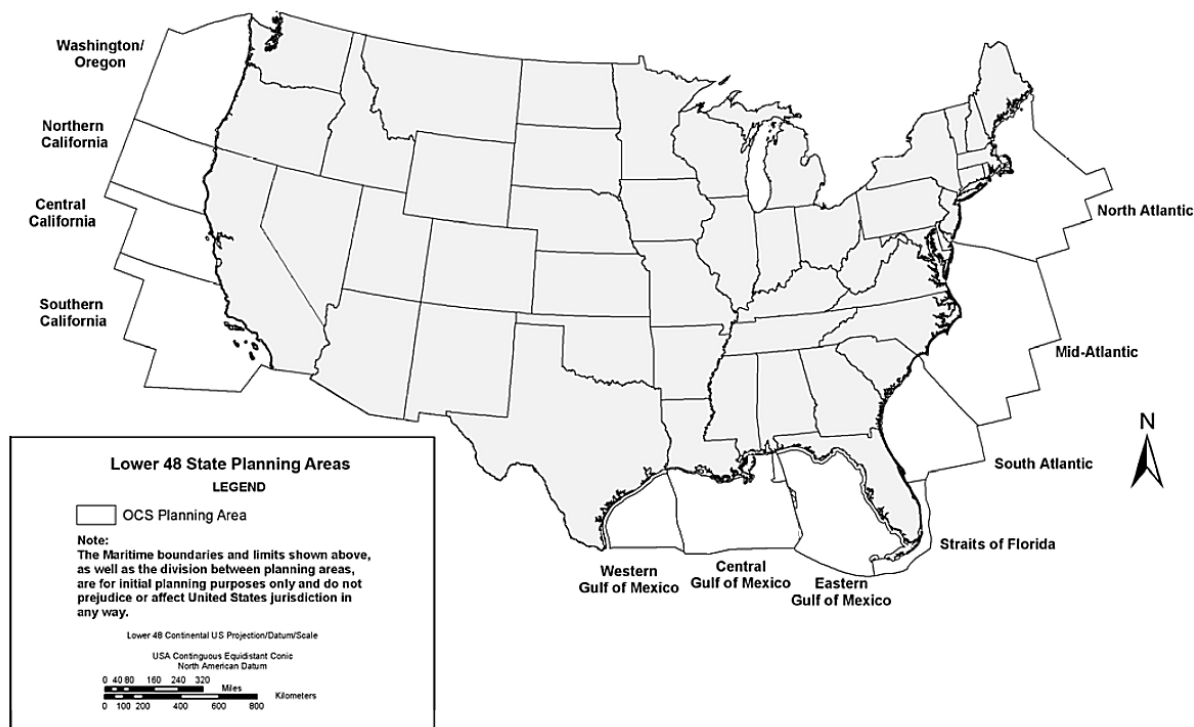 Washington/
Oregon
Northern
California
Central
California
Southern
California
North Atlantic
Mid-Atlantic
N
South Atlantic
Straits of Florida
Western
Gulf of Mexico
Central
Gulf of Mexico
Eastern
Gulf of Mexico
Lower 48 State Planning Areas
LEGEND
OCS Planning Area
Note:
The Maritime boundaries and limits shown above,
as well as the division between planning areas,
are for initial planning purposes only and do not
prejudice or affect United States jurisdiction in
any way.
Lower 48 Continental US Projection/Datum/Scale
USA Continguous Equidistant Conic
North American Datum
0 40 80 160 240 320
Miles
Kilometers
0 100 200 400 600 800